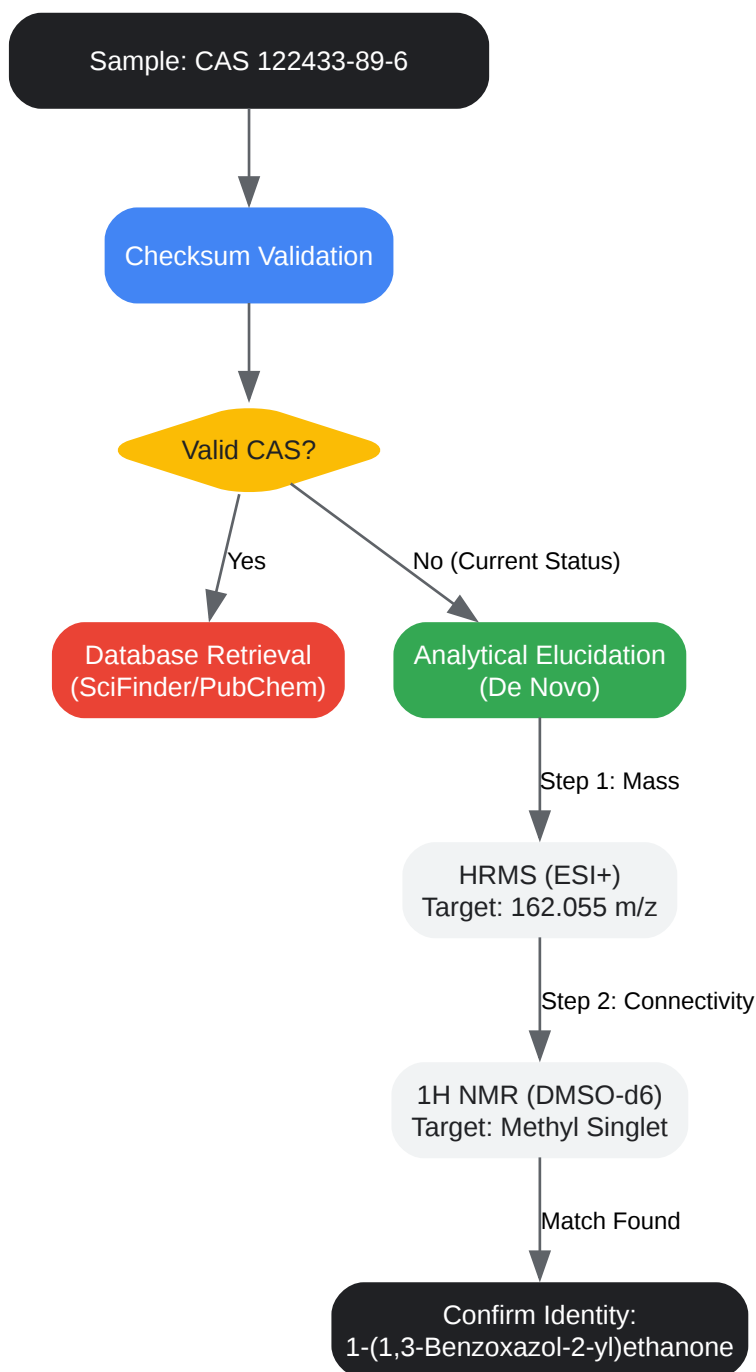 Sample: CAS 122433-89-6
Checksum Validation
Valid CAS?
Yes
No (Current Status)
Database Retrieval
(SciFinder/PubChem)
Analytical Elucidation
(De Novo)
Step 1: Mass
HRMS (ESI+)
Target: 162.055 m/z
Step 2: Connectivity
1H NMR (DMSO-d6)
Target: Methyl Singlet
Match Found
Confirm Identity:
1-(1,3-Benzoxazol-2-yl)ethanone